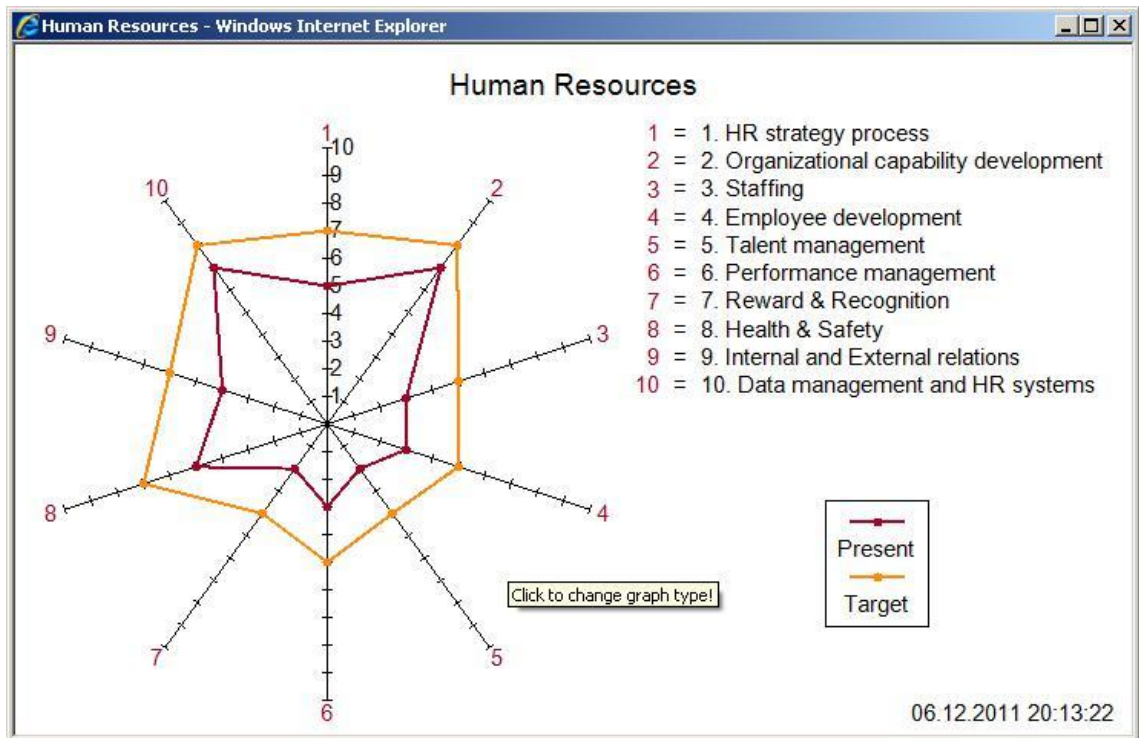 Human Resources - Windows Internet Explorer
Human Resources
1 = 1. HR strategy process
2 = 2. Organizational capability development
3 = 3. Staffing
4 = 4. Employee development
5 = 5. Talent management
6 = 6. Performance management
7 = 7. Reward & Recognition
8 = 8. Health & Safety
9 = 9. Internal and External relations
10 = 10. Data management and HR systems
1
10
9
8
7
6
5
4
3
2
1
2
3
4
5
6
7
8
9
10
Click to change graph type!
Present
Target
06.12.2011 20:13:22